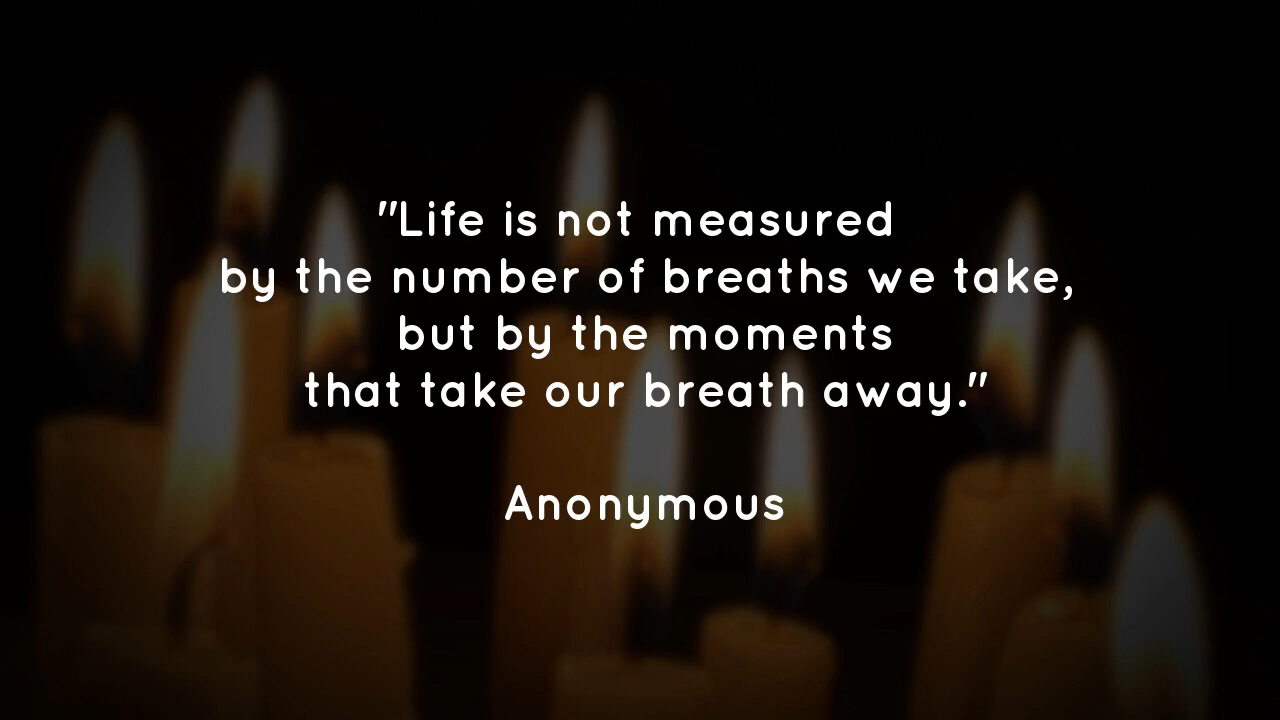 "Life is not measured
by the number of breaths we take,
but by the moments
that take our breath away."
Anonymous